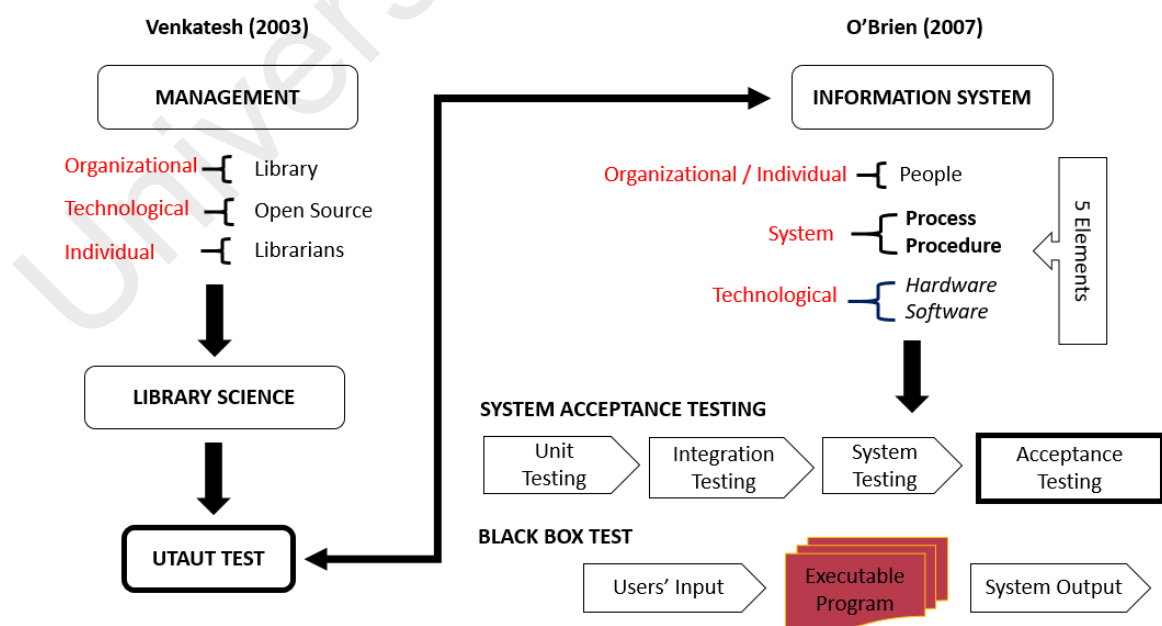 Venkatesh (2003)
MANAGEMENT
Organizational
Library
Technological
Open Source
Individual
Librarians
LIBRARY SCIENCE
UTAUT TEST
O'Brien (2007)
INFORMATION SYSTEM
Organizational / Individual
People
System
Process
Procedure
Technological
Hardware
Software
5 Elements
SYSTEM ACCEPTANCE TESTING
Unit
Testing
Integration
Testing
System
Testing
Acceptance
Testing
BLACK BOX TEST
Users' Input
Executable
Program
System Output
Univers